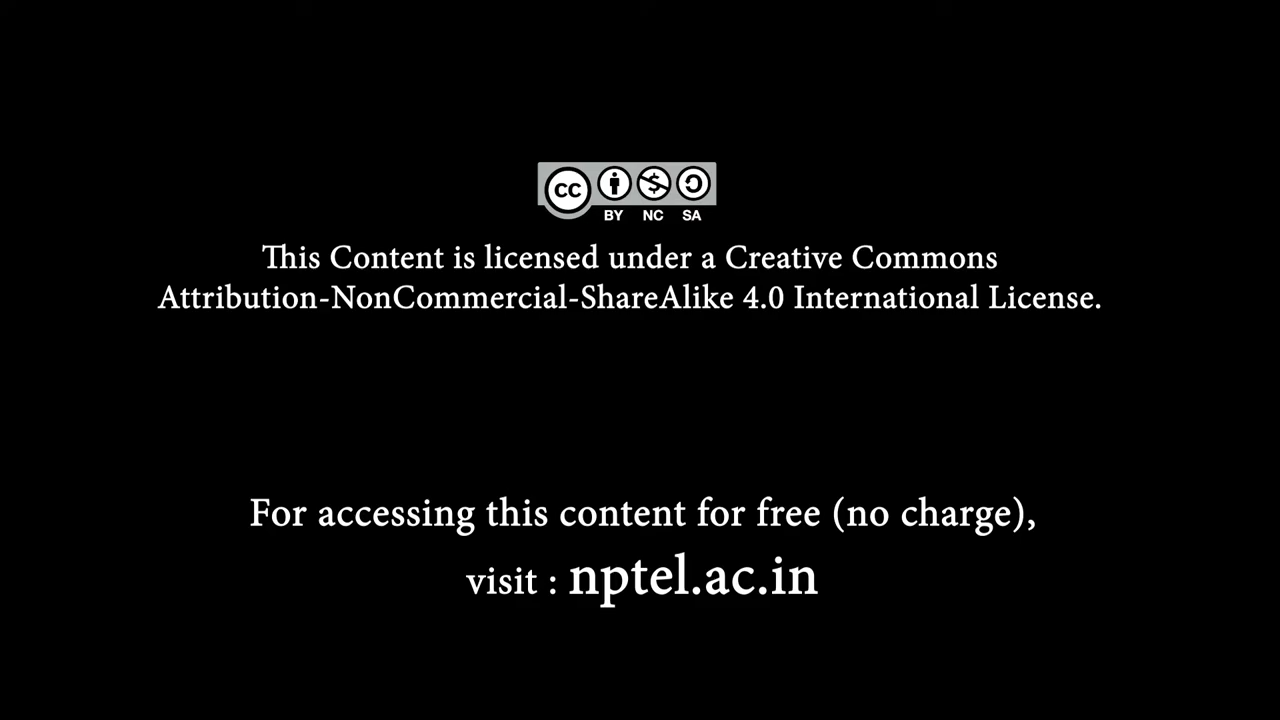 cc
BY NC SA
This Content is licensed under a Creative Commons
Attribution-NonCommercial-ShareAlike 4.0 International License.
For accessing this content for free (no charge),
visit : nptel.ac.in